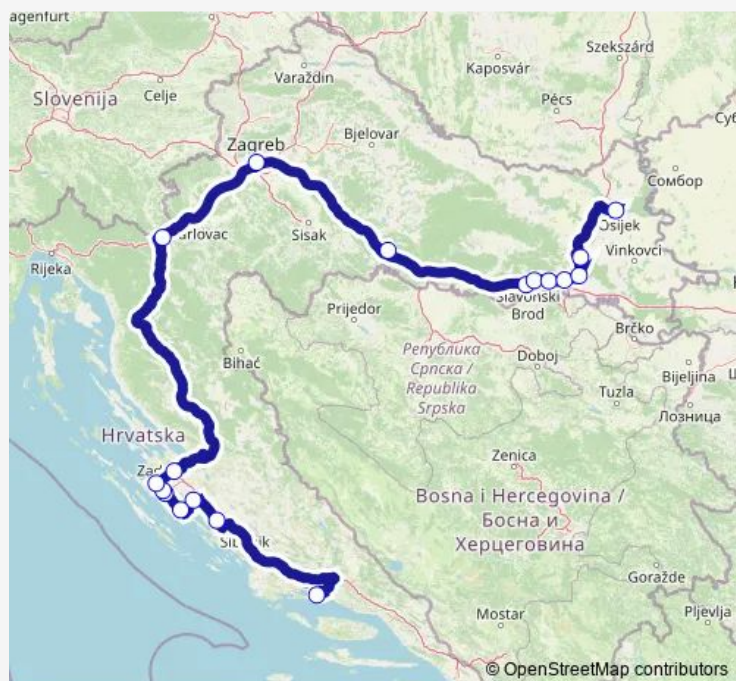 agenfurt
Szekszárd
Kaposvár
Varaždin
Celje
Slovenija
Pécs
Bjelovar
Zagreb
Сомбор
Sisak
Osijek
Rijeka
Vinkovci
Slavonski
Brod
Prijedor
Brčko
Bihać
Република
Српска /
Republika
Srpska
Doboj
Bijeljina
Tuzla
Лозница
Hrvatska
Zenica
Bosna i Hercegovina /
Босна и
Херцеговина
Goražde
Mostar
Pljevlja
© OpenStreetMap contributors